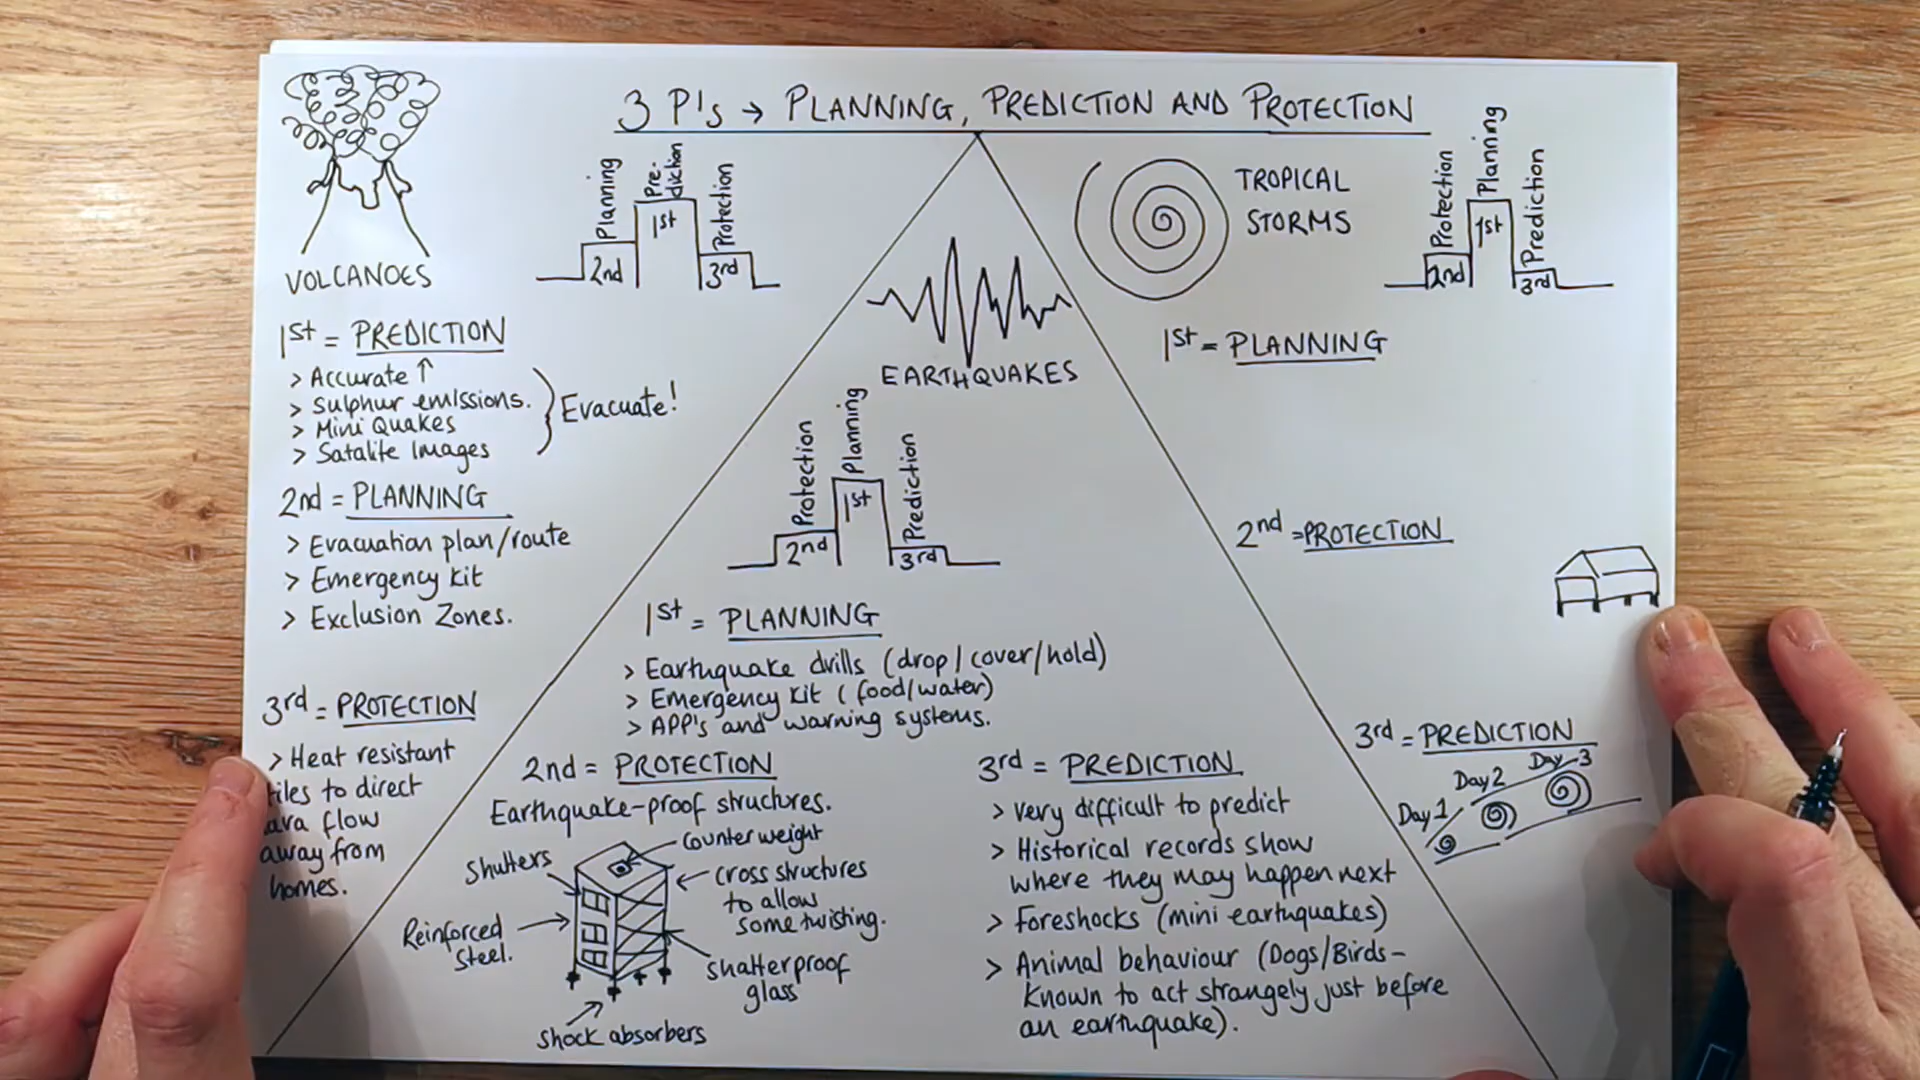 3 P's → PLANNING, PREDICTION AND PROTECTION
VOLCANOES
Planning
Pre-
diction
Protection
2nd
1st
3rd
1st = PREDICTION
> Accurate ↑
> Sulphur emissions.
> Mini Quakes
> Satalite Images
Evacuate!
2nd = PLANNING
> Evacuation plan/route
> Emergency Kit
> Exclusion Zones.
3rd = PROTECTION
> Heat resistant
tiles to direct
lava flow
away from
homes.
EARTHQUAKES
Protection
Planning
Prediction
2nd
1st
3rd
1st = PLANNING
> Earthquake drills (drop/cover/hold)
> Emergency Kit (food/water)
> APP's and warning systems.
2nd = PROTECTION
Earthquake-proof structures.
Counter weight
Shutters
Cross structures
to allow
some twisting.
Reinforced
Steel.
Shatterproof
glass
Shock absorbers
3rd = PREDICTION
> Very difficult to predict
> Historical records show
where they may happen next
> Foreshocks (mini earthquakes)
> Animal behaviour (Dogs/Birds-
Known to act strangely just before
an earthquake).
TROPICAL
STORMS
Protection
Planning
Prediction
2nd
1st
3rd
1st = PLANNING
2nd =PROTECTION
3rd = PREDICTION
Day 1
Day 2
Day 3